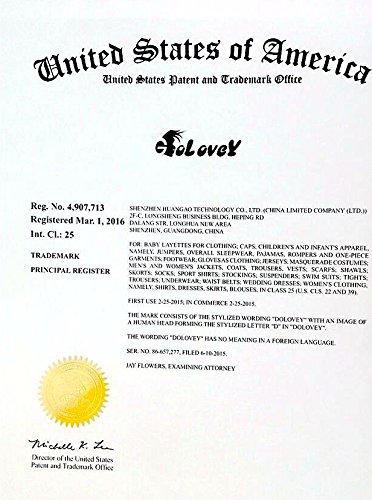 United States of America
United States Patent and Trademark Office
DOLOVEY
Reg. No. 4,907,713
Registered Mar. 1, 2016
Int. Cl.: 25
TRADEMARK
PRINCIPAL REGISTER
SHENZHEN HUANGAO TECHNOLOGY CO., LTD. (CHINA LIMITED COMPANY (LTD.))
2F-C, LONGSHENG BUSINESS BLDG, HEPING RD
DALANG STR, LONGHUA NEW AREA
SHENZHEN, GUANGDONG, CHINA
FOR: BABY LAYETTES FOR CLOTHING; CAPS; CHILDREN'S AND INFANT'S APPAREL,
NAMELY, JUMPERS, OVERALL SLEEPWEAR, PAJAMAS, ROMPERS AND ONE-PIECE
GARMENTS; FOOTWEAR; GLOVES AS CLOTHING; JERSEYS; MASQUERADE COSTUMES;
MEN'S AND WOMEN'S JACKETS, COATS, TROUSERS, VESTS; SCARFS; SHAWLS;
SKORTS; SOCKS; SPORT SHIRTS; STOCKINGS; SUSPENDERS; SWIM SUITS; TIGHTS;
TROUSERS; UNDERWEAR; WAIST BELTS; WEDDING DRESSES; WOMEN'S CLOTHING,
NAMELY, SHIRTS, DRESSES, SKIRTS, BLOUSES, IN CLASS 25 (U.S. CLS. 22 AND 39).
FIRST USE 2-25-2015; IN COMMERCE 2-25-2015.
THE MARK CONSISTS OF THE STYLIZED WORDING "DOLOVEY" WITH AN IMAGE OF
A HUMAN HEAD FORMING THE STYLIZED LETTER "D" IN "DOLOVEY".
THE WORDING "DOLOVEY" HAS NO MEANING IN A FOREIGN LANGUAGE.
SER. NO. 86-657,277, FILED 6-10-2015.
JAY FLOWERS, EXAMINING ATTORNEY
Michelle K. Lee
Director of the United States
Patent and Trademark Office